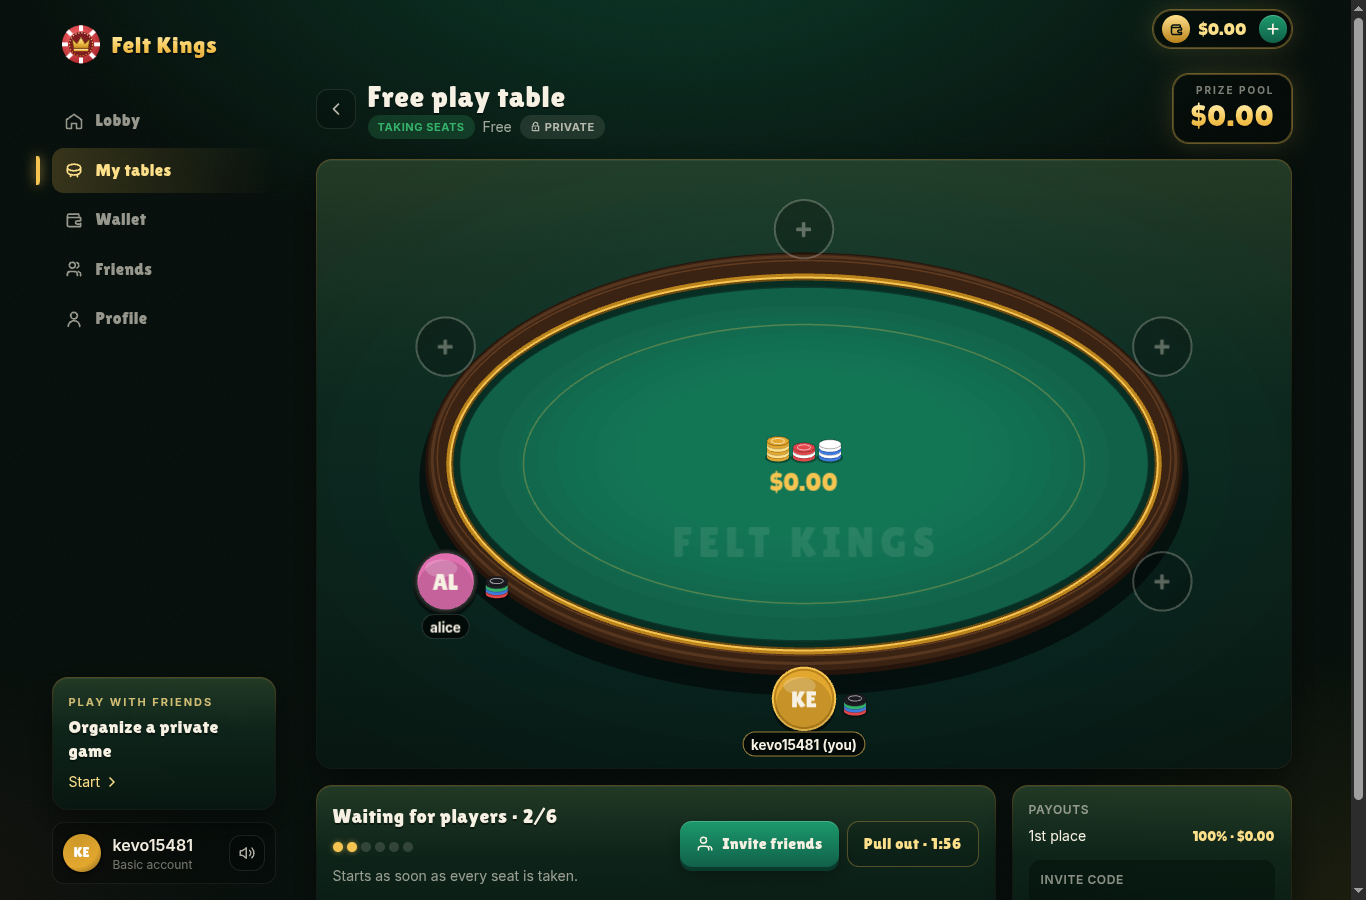 Felt Kings
$0.00
Lobby
My tables
Wallet
Friends
Profile
Free play table
TAKING SEATS Free PRIVATE
PRIZE POOL
$0.00
$0.00
FELT KINGS
AL
alice
KE
kevo15481 (you)
PLAY WITH FRIENDS
Organize a private
game
Start
KE
kevo15481
Basic account
Waiting for players · 2/6
Starts as soon as every seat is taken.
Invite friends
Pull out · 1:56
PAYOUTS
1st place 100% · $0.00
INVITE CODE